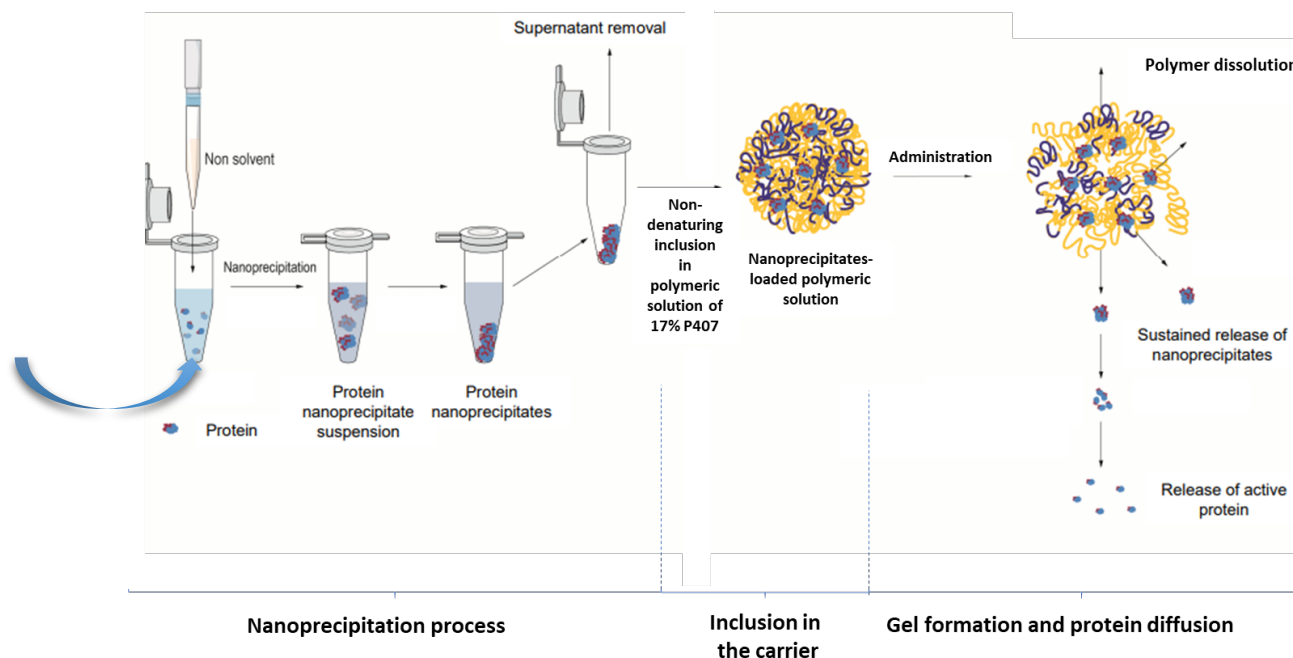 Supernatant removal
Polymer dissolution
Non solvent
Administration
Nanoprecipitation
Non-
denaturing
inclusion
in
polymeric
solution of
17% P407
Nanoprecipitates-
loaded polymeric
solution
Sustained release of
nanoprecipitates
Protein
Protein
nanoprecipitate
suspension
Protein
nanoprecipitates
Release of active
protein
Nanoprecipitation process
Inclusion in
the carrier
Gel formation and protein diffusion